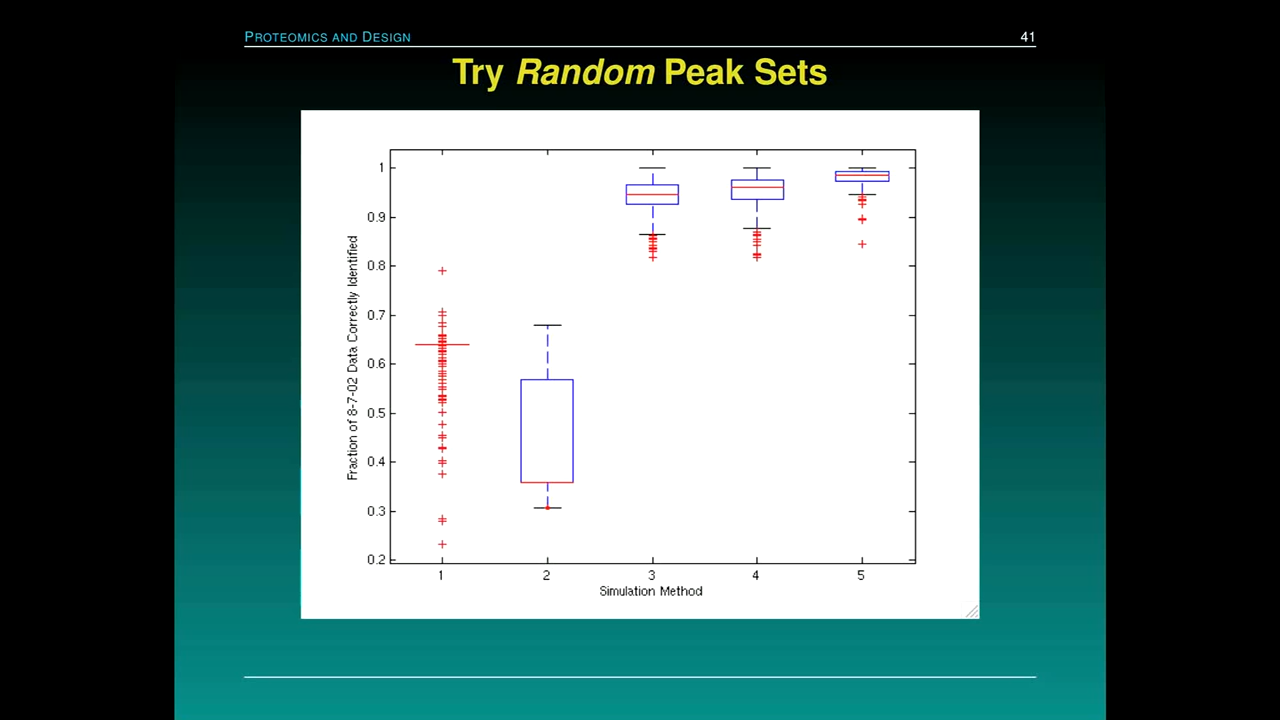 PROTEOMICS AND DESIGN 41
Try Random Peak Sets
1
0.9
0.8
0.7
0.6
0.5
0.4
0.3
0.2
Fraction of 8-7-02 Data Correctly Identified
1 2 3 4 5
Simulation Method